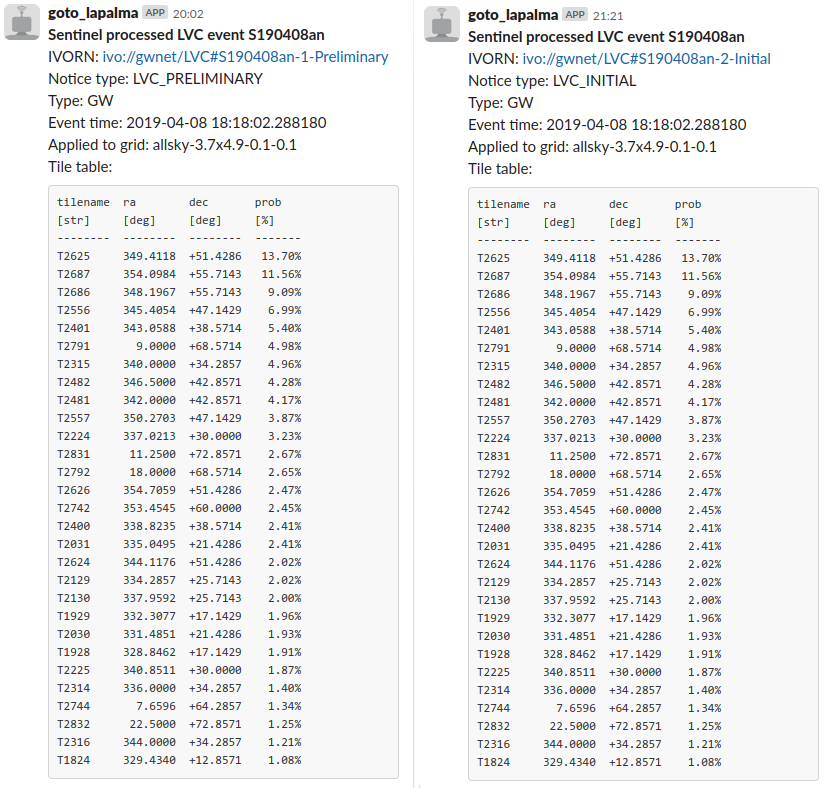 goto_lapalma APP 20:02
Sentinel processed LVC event S190408an
IVORN: ivo://gwnet/LVC#S190408an-1-Preliminary
Notice type: LVC_PRELIMINARY
Type: GW
Event time: 2019-04-08 18:18:02.288180
Applied to grid: allsky-3.7x4.9-0.1-0.1
Tile table:
tilename ra dec prob
[str] [deg] [deg] [%]
-------- -------- -------- -------
T2625 349.4118 +51.4286 13.70%
T2687 354.0984 +55.7143 11.56%
T2686 348.1967 +55.7143 9.09%
T2556 345.4054 +47.1429 6.99%
T2401 343.0588 +38.5714 5.40%
T2791 9.0000 +68.5714 4.98%
T2315 340.0000 +34.2857 4.96%
T2482 346.5000 +42.8571 4.28%
T2481 342.0000 +42.8571 4.17%
T2557 350.2703 +47.1429 3.87%
T2224 337.0213 +30.0000 3.23%
T2831 11.2500 +72.8571 2.67%
T2792 18.0000 +68.5714 2.65%
T2626 354.7059 +51.4286 2.47%
T2742 353.4545 +60.0000 2.45%
T2400 338.8235 +38.5714 2.41%
T2031 335.0495 +21.4286 2.41%
T2624 344.1176 +51.4286 2.02%
T2129 334.2857 +25.7143 2.02%
T2130 337.9592 +25.7143 2.00%
T1929 332.3077 +17.1429 1.96%
T2030 331.4851 +21.4286 1.93%
T1928 328.8462 +17.1429 1.91%
T2225 340.8511 +30.0000 1.87%
T2314 336.0000 +34.2857 1.40%
T2744 7.6596 +64.2857 1.34%
T2832 22.5000 +72.8571 1.25%
T2316 344.0000 +34.2857 1.21%
T1824 329.4340 +12.8571 1.08%
goto_lapalma APP 21:21
Sentinel processed LVC event S190408an
IVORN: ivo://gwnet/LVC#S190408an-2-Initial
Notice type: LVC_INITIAL
Type: GW
Event time: 2019-04-08 18:18:02.288180
Applied to grid: allsky-3.7x4.9-0.1-0.1
Tile table:
tilename ra dec prob
[str] [deg] [deg] [%]
-------- -------- -------- -------
T2625 349.4118 +51.4286 13.70%
T2687 354.0984 +55.7143 11.56%
T2686 348.1967 +55.7143 9.09%
T2556 345.4054 +47.1429 6.99%
T2401 343.0588 +38.5714 5.40%
T2791 9.0000 +68.5714 4.98%
T2315 340.0000 +34.2857 4.96%
T2482 346.5000 +42.8571 4.28%
T2481 342.0000 +42.8571 4.17%
T2557 350.2703 +47.1429 3.87%
T2224 337.0213 +30.0000 3.23%
T2831 11.2500 +72.8571 2.67%
T2792 18.0000 +68.5714 2.65%
T2626 354.7059 +51.4286 2.47%
T2742 353.4545 +60.0000 2.45%
T2400 338.8235 +38.5714 2.41%
T2031 335.0495 +21.4286 2.41%
T2624 344.1176 +51.4286 2.02%
T2129 334.2857 +25.7143 2.02%
T2130 337.9592 +25.7143 2.00%
T1929 332.3077 +17.1429 1.96%
T2030 331.4851 +21.4286 1.93%
T1928 328.8462 +17.1429 1.91%
T2225 340.8511 +30.0000 1.87%
T2314 336.0000 +34.2857 1.40%
T2744 7.6596 +64.2857 1.34%
T2832 22.5000 +72.8571 1.25%
T2316 344.0000 +34.2857 1.21%
T1824 329.4340 +12.8571 1.08%